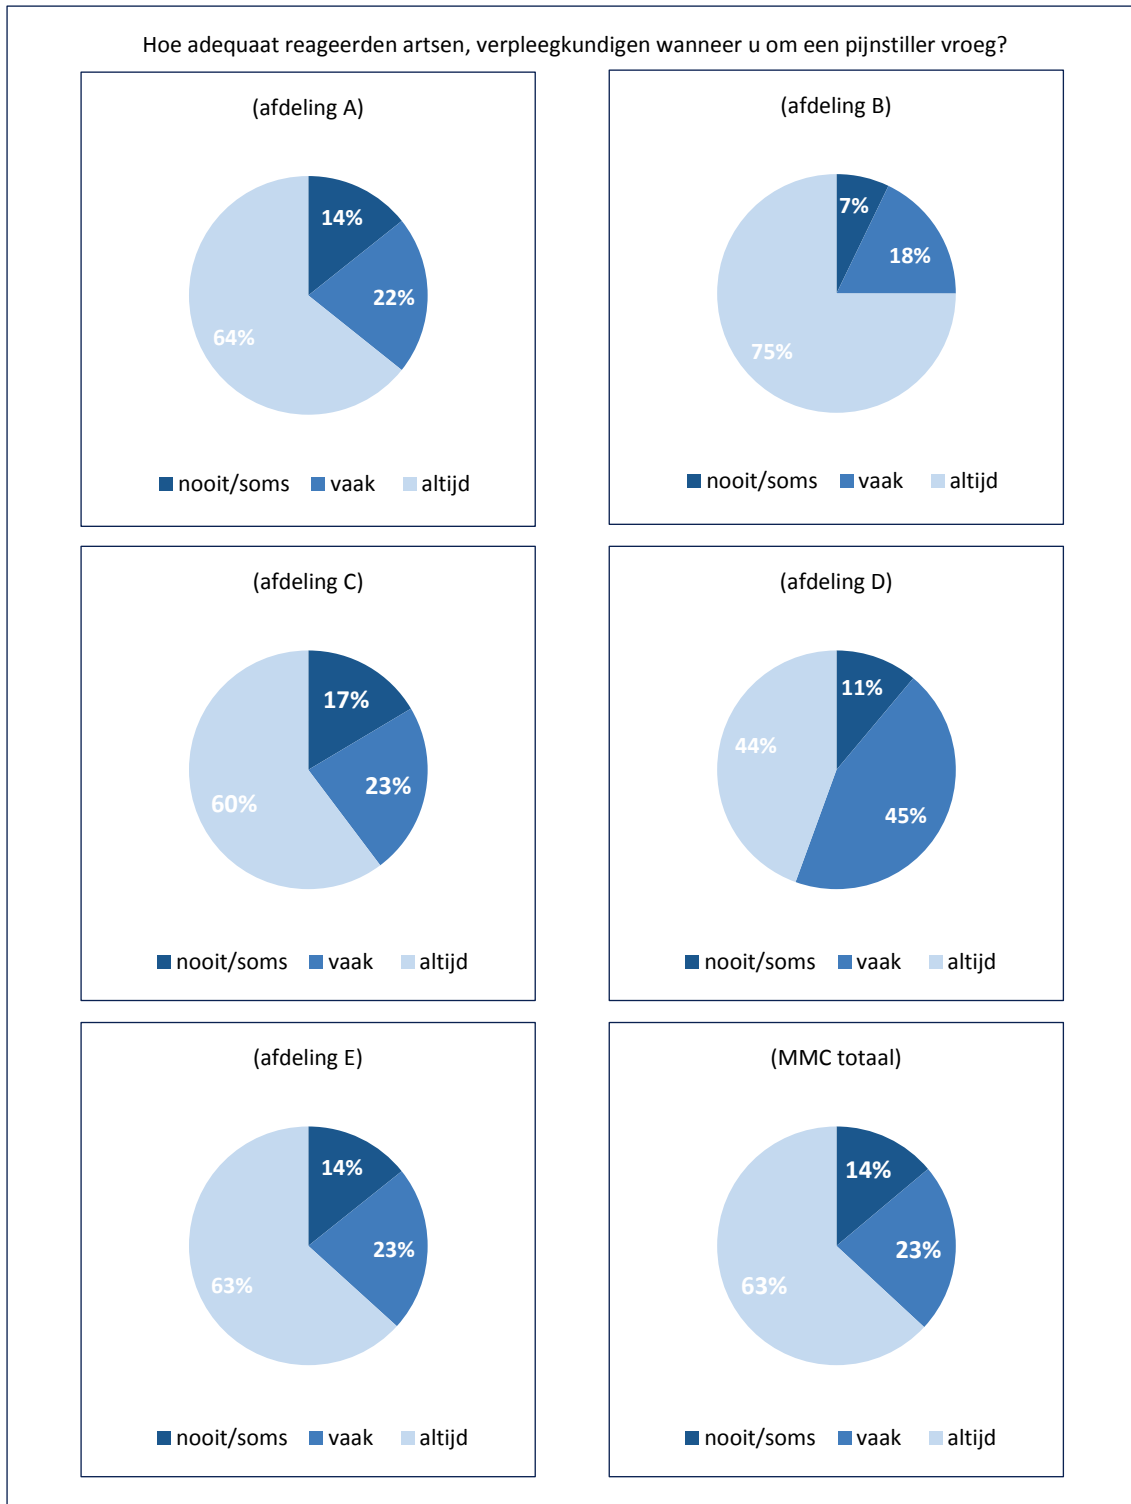 Hoe adequaat reageerden artsen, verpleegkundigen wanneer u om een pijnstiller vroeg?
(afdeling A)
14%
22%
64%
nooit/soms vaak altijd
(afdeling B)
7%
18%
75%
nooit/soms vaak altijd
(afdeling C)
17%
23%
60%
nooit/soms vaak altijd
(afdeling D)
11%
44%
45%
nooit/soms vaak altijd
(afdeling E)
14%
23%
63%
nooit/soms vaak altijd
(MMC totaal)
14%
23%
63%
nooit/soms vaak altijd